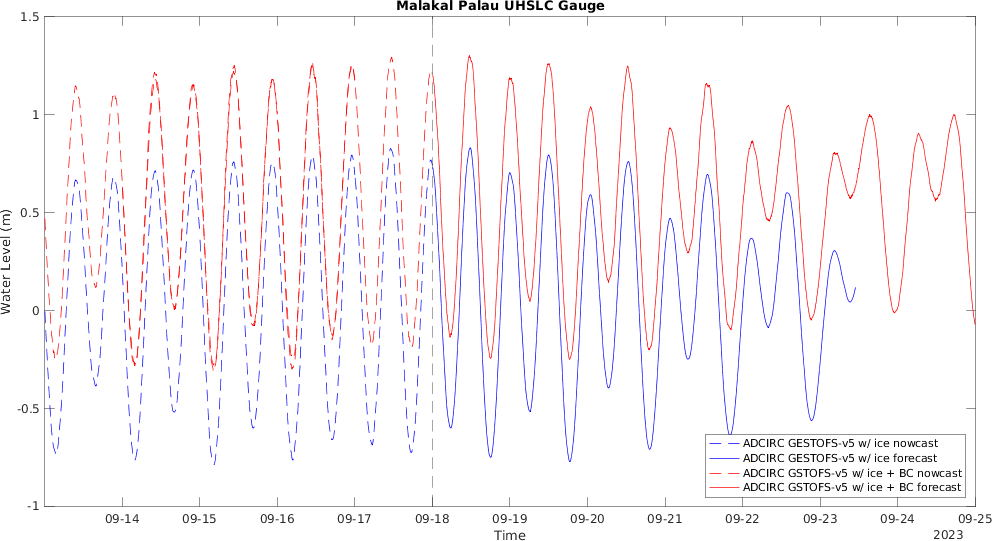 Malakal Palau UHSLC Gauge
1.5
1
0.5
0
-0.5
-1
Water Level (m)
ADCIRC GESTOFS-v5 w/ ice nowcast
ADCIRC GESTOFS-v5 w/ ice forecast
ADCIRC GSTOFS-v5 w/ ice + BC nowcast
ADCIRC GSTOFS-v5 w/ ice + BC forecast
09-14 09-15 09-16 09-17 09-18 09-19 09-20 09-21 09-22 09-23 09-24 09-25
Time
2023